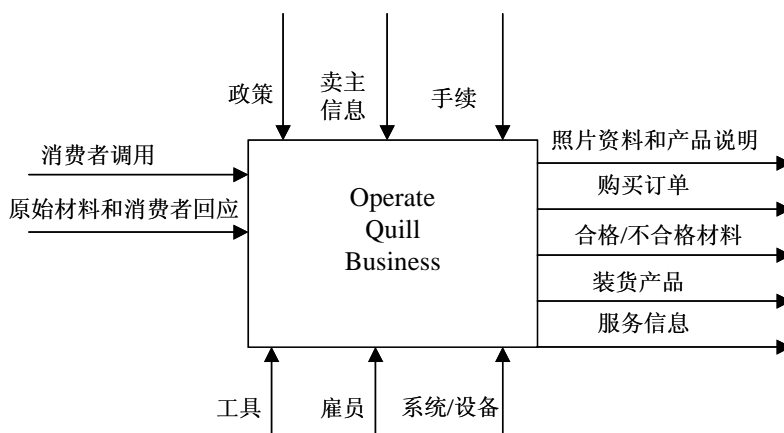 政策
卖主
信息
手续
消费者调用
原始材料和消费者回应
Operate
Quill
Business
照片资料和产品说明
购买订单
合格/不合格材料
装货产品
服务信息
工具
雇员
系统/设备